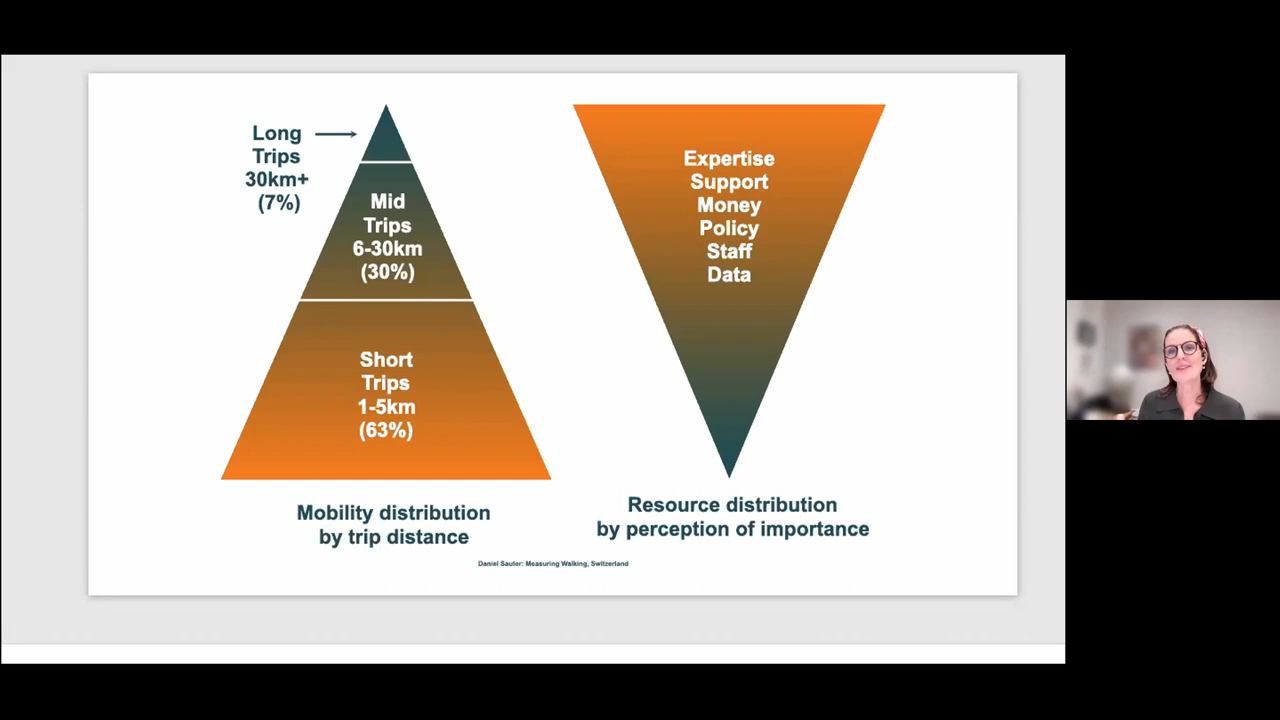 Long
Trips
30km+
(7%)
Mid
Trips
6-30km
(30%)
Short
Trips
1-5km
(63%)
Mobility distribution
by trip distance
Expertise
Support
Money
Policy
Staff
Data
Resource distribution
by perception of importance
Daniel Sauter: Measuring Walking, Switzerland